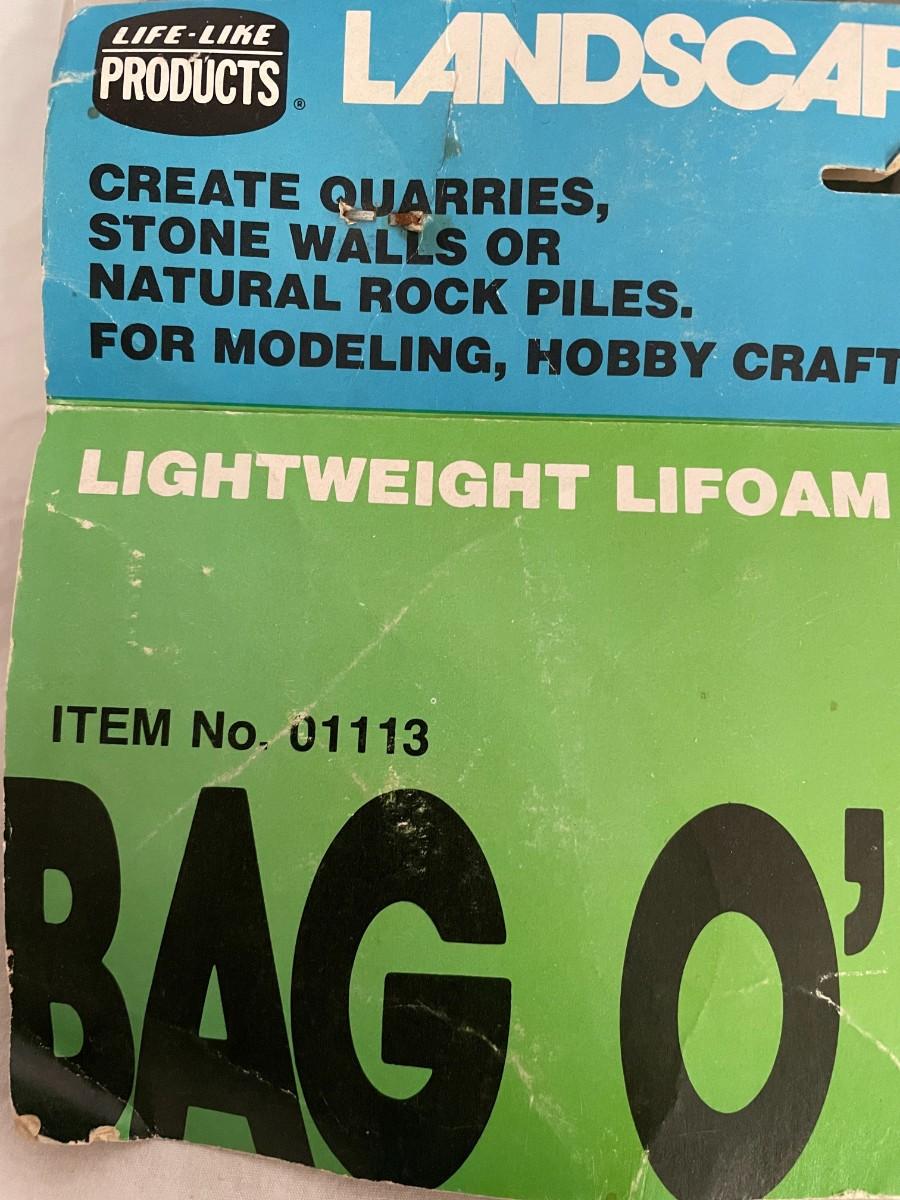 LIFE-LIKE
PRODUCTS ®
LANDSCAP
CREATE QUARRIES,
STONE WALLS OR
NATURAL ROCK PILES.
FOR MODELING, HOBBY CRAFT
LIGHTWEIGHT LIFOAM
ITEM No. 01113
BAG O'